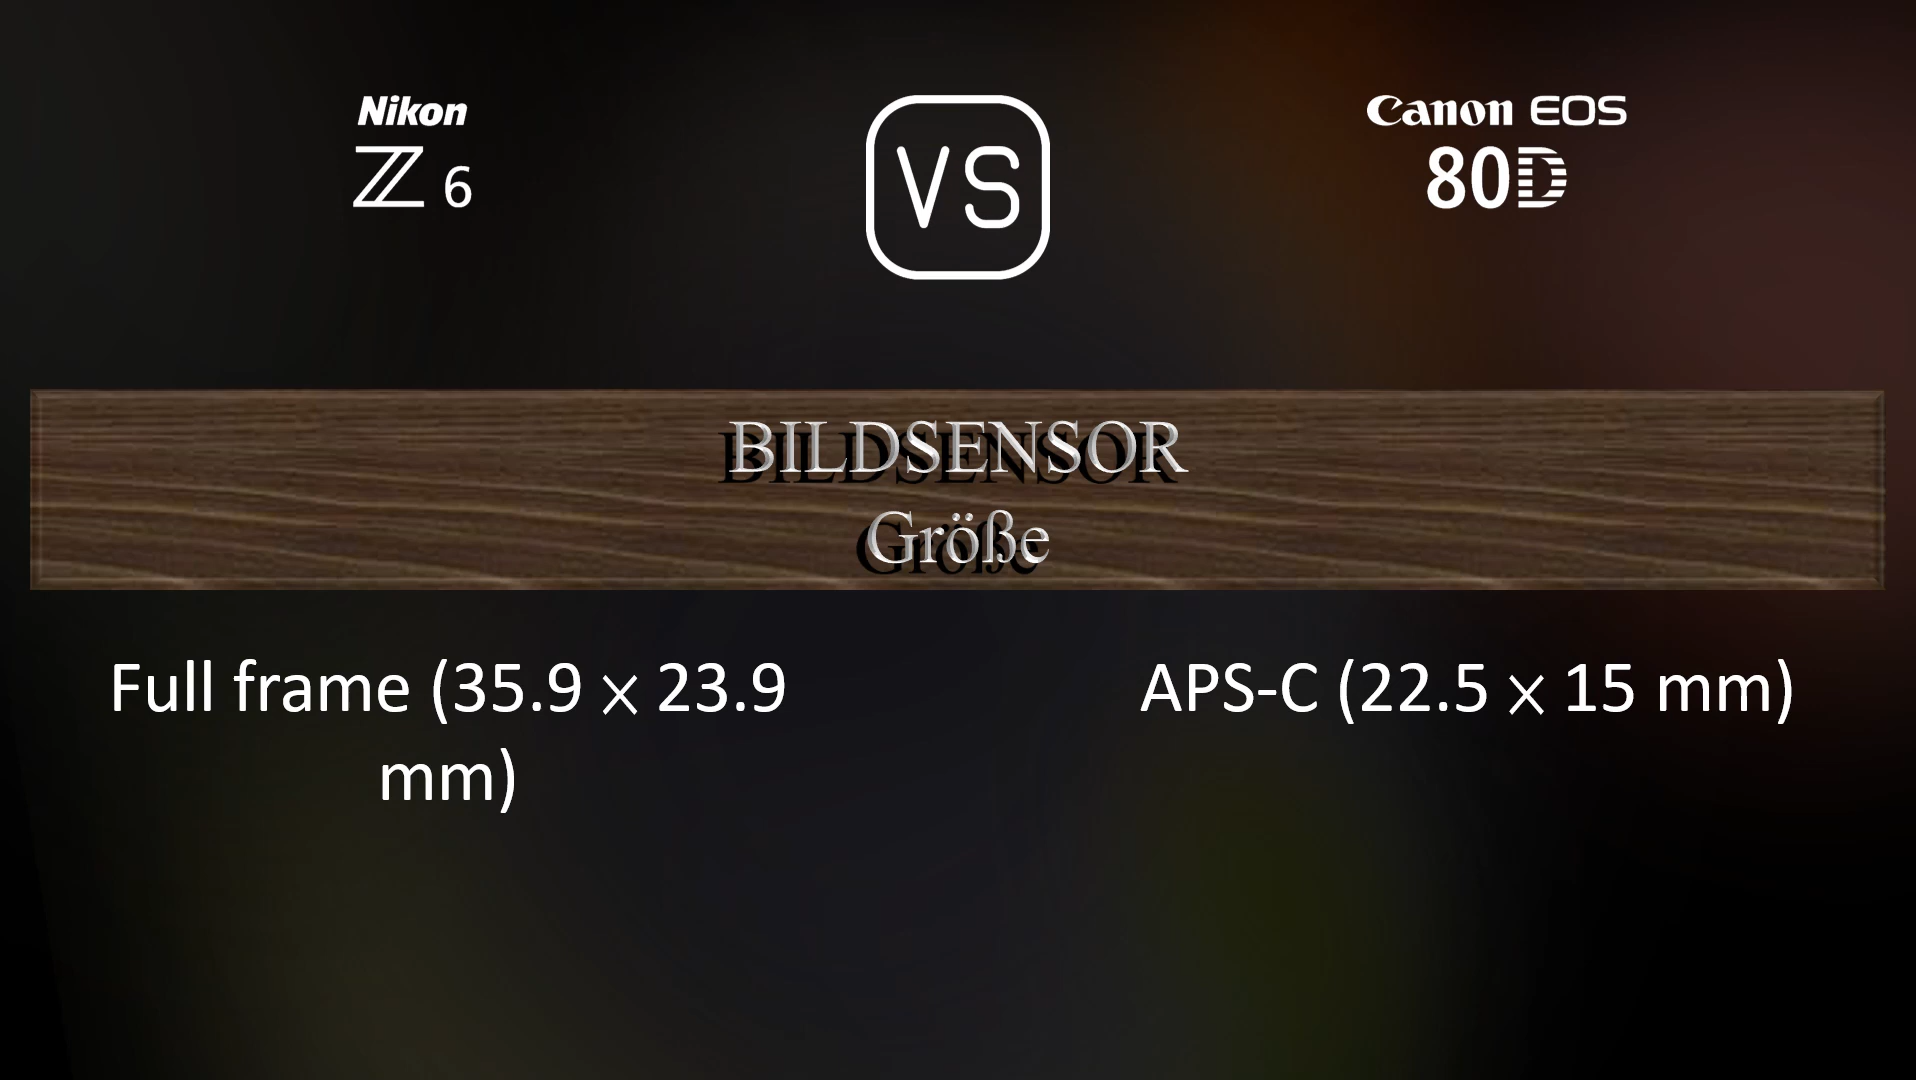 Nikon
Z 6
VS
Canon EOS
80D
BILDSENSOR
Größe
Full frame (35.9 x 23.9
mm)
APS-C (22.5 x 15 mm)